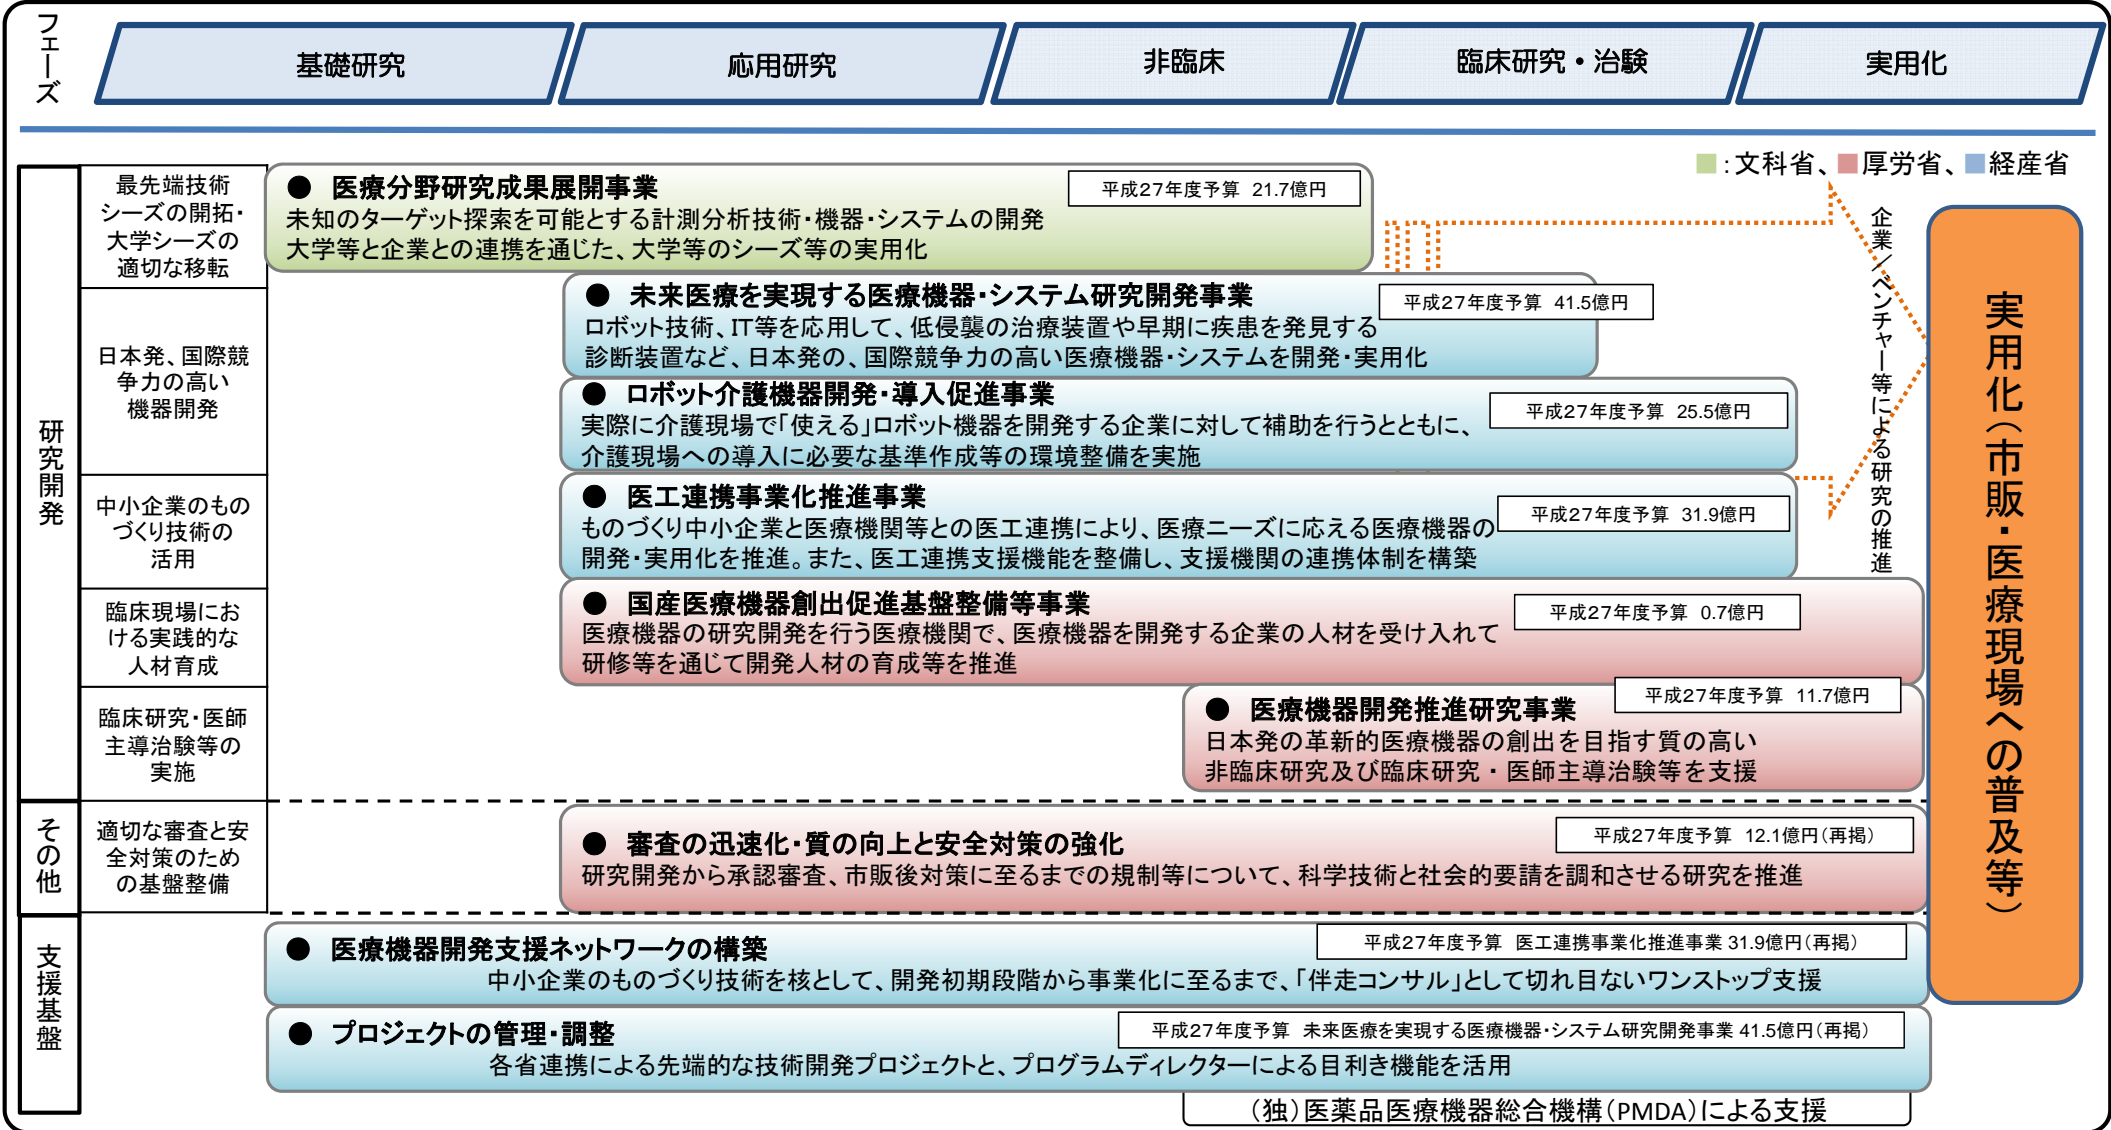 フェーズ
基礎研究
応用研究
非臨床
臨床研究・治験
実用化
■:文科省、■厚労省、■経産省
研究開発
最先端技術
シーズの開拓・
大学シーズの
適切な移転
● 医療分野研究成果展開事業
平成27年度予算 21.7億円
未知のターゲット探索を可能とする計測分析技術・機器・システムの開発
大学等と企業との連携を通じた、大学等のシーズ等の実用化
日本発、国際競
争力の高い
機器開発
● 未来医療を実現する医療機器・システム研究開発事業
平成27年度予算 41.5億円
ロボット技術、IT等を応用して、低侵襲の治療装置や早期に疾患を発見する
診断装置など、日本発の、国際競争力の高い医療機器・システムを開発・実用化
● ロボット介護機器開発・導入促進事業
平成27年度予算 25.5億円
実際に介護現場で「使える」ロボット機器を開発する企業に対して補助を行うとともに、
介護現場への導入に必要な基準作成等の環境整備を実施
中小企業のもの
づくり技術の
活用
● 医工連携事業化推進事業
平成27年度予算 31.9億円
ものづくり中小企業と医療機関等との医工連携により、医療ニーズに応える医療機器の
開発・実用化を推進。また、医工連携支援機能を整備し、支援機関の連携体制を構築
臨床現場にお
ける実践的な
人材育成
● 国産医療機器創出促進基盤整備等事業
平成27年度予算 0.7億円
医療機器の研究開発を行う医療機関で、医療機器を開発する企業の人材を受け入れて
研修等を通じて開発人材の育成等を推進
臨床研究・医師
主導治験等の
実施
● 医療機器開発推進研究事業
平成27年度予算 11.7億円
日本発の革新的医療機器の創出を目指す質の高い
非臨床研究及び臨床研究・医師主導治験等を支援
企業/ベンチャー等による研究の推進
実用化(市販・医療現場への普及等)
その他
適切な審査と安
全対策のため
の基盤整備
● 審査の迅速化・質の向上と安全対策の強化
平成27年度予算 12.1億円(再掲)
研究開発から承認審査、市販後対策に至るまでの規制等について、科学技術と社会的要請を調和させる研究を推進
支援基盤
● 医療機器開発支援ネットワークの構築
平成27年度予算 医工連携事業化推進事業 31.9億円(再掲)
中小企業のものづくり技術を核として、開発初期段階から事業化に至るまで、「伴走コンサル」として切れ目ないワンストップ支援
● プロジェクトの管理・調整
平成27年度予算 未来医療を実現する医療機器・システム研究開発事業 41.5億円(再掲)
各省連携による先端的な技術開発プロジェクトと、プログラムディレクターによる目利き機能を活用
(独)医薬品医療機器総合機構(PMDA)による支援